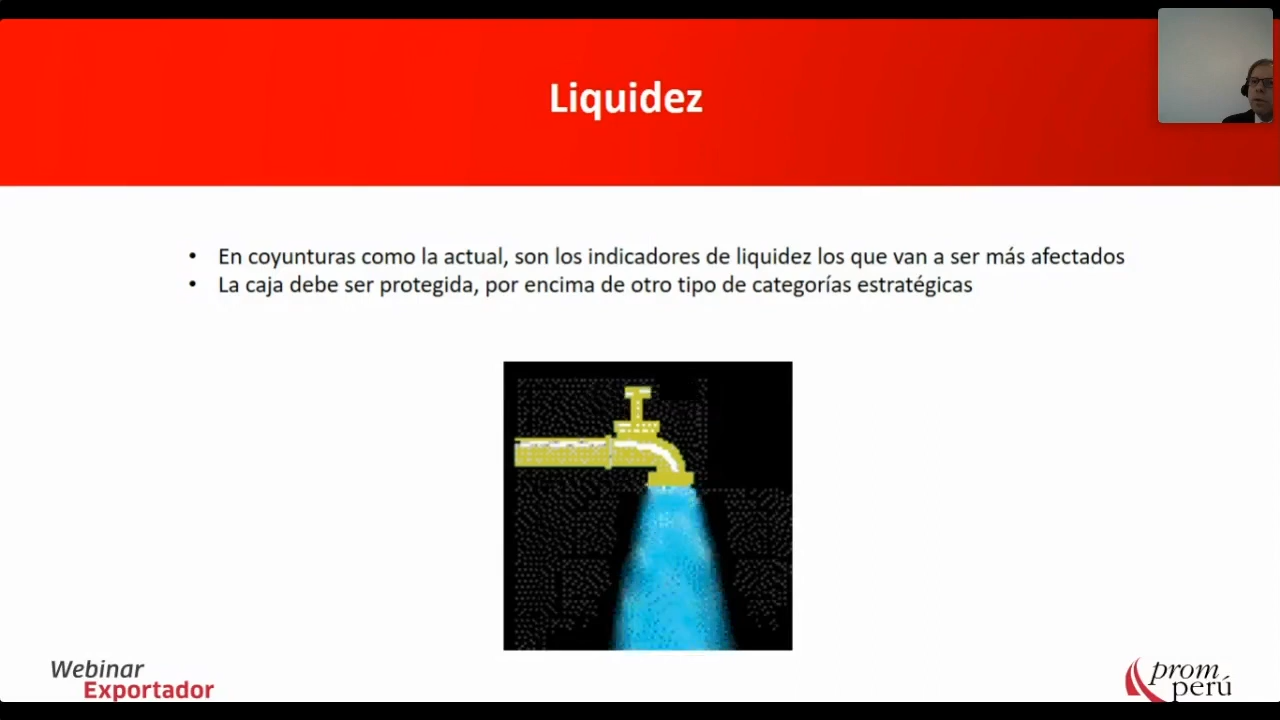 Liquidez
• En coyunturas como la actual, son los indicadores de liquidez los que van a ser más afectados
• La caja debe ser protegida, por encima de otro tipo de categorías estratégicas
Webinar
Exportador
prom
perú